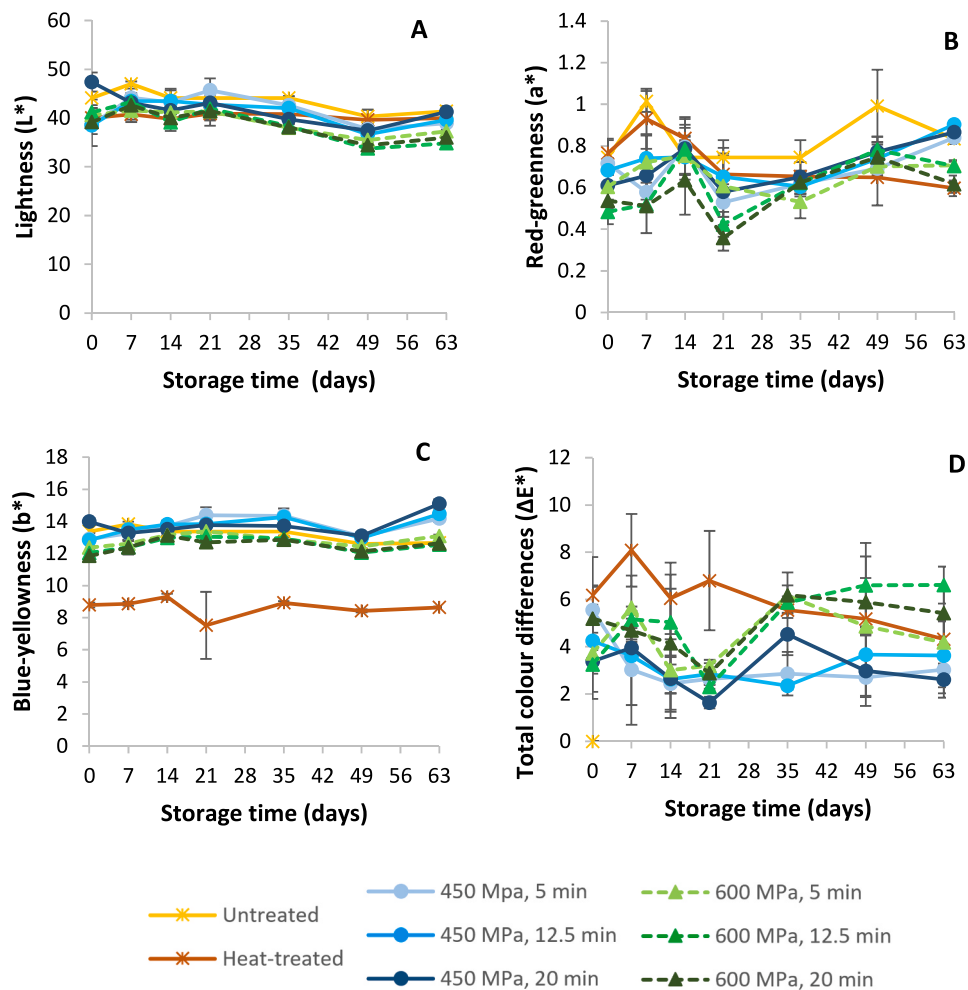 A
Lightness (L*)
60
50
40
30
20
10
0
0 7 14 21 28 35 42 49 56 63
Storage time (days)
B
Red-greenness (a*)
1.4
1.2
1
0.8
0.6
0.4
0.2
0
0 7 14 21 28 35 42 49 56 63
Storage time (days)
C
Blue-yellowness (b*)
18
16
14
12
10
8
6
4
2
0
0 7 14 21 28 35 42 49 56 63
Storage time (days)
D
Total colour differences (ΔE*)
12
10
8
6
4
2
0
0 7 14 21 28 35 42 49 56 63
Storage time (days)
Untreated
Heat-treated
450 Mpa, 5 min
450 MPa, 12.5 min
450 MPa, 20 min
600 MPa, 5 min
600 MPa, 12.5 min
600 MPa, 20 min